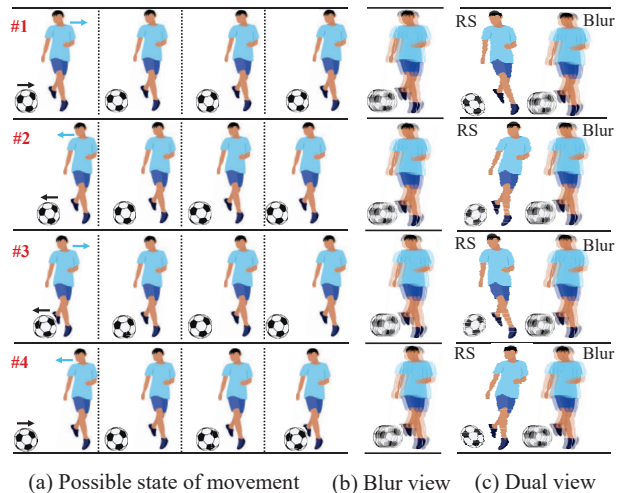 #1
RS
Blur
#2
RS
Blur
#3
RS
Blur
#4
RS
Blur
(a) Possible state of movement (b) Blur view (c) Dual view